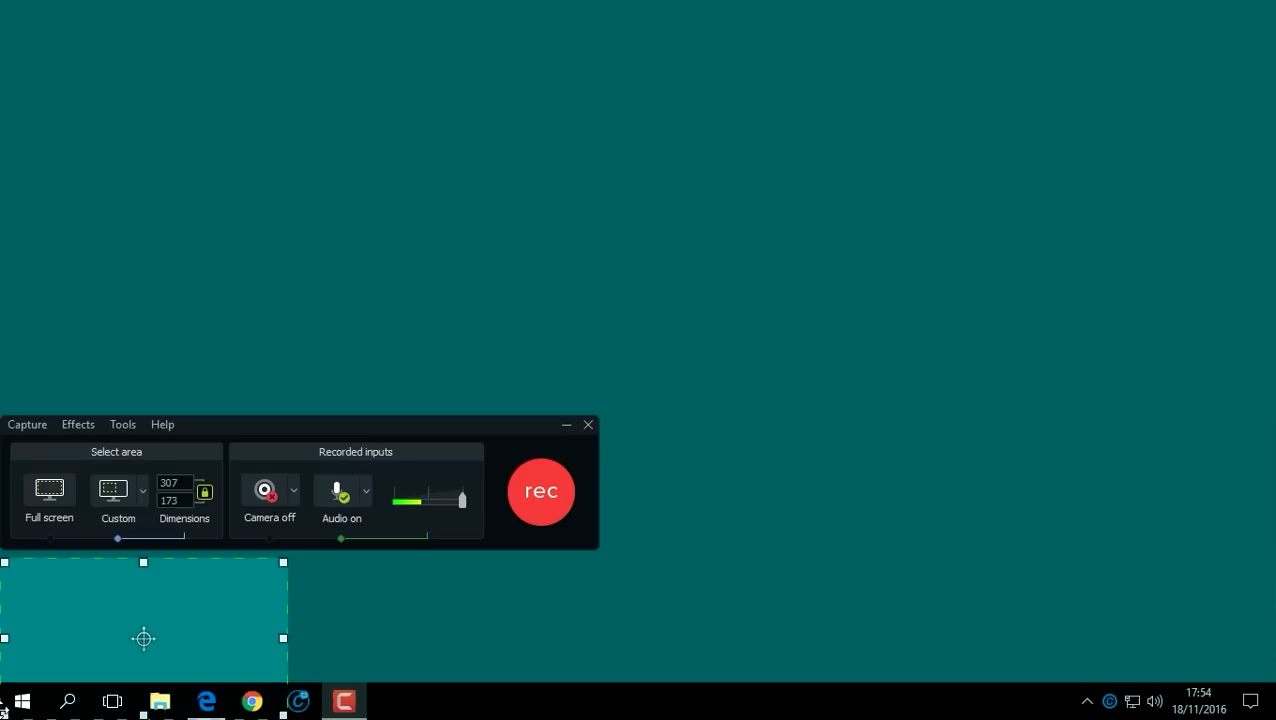 Capture Effects Tools Help
Select area
Recorded inputs
307
173
rec
Full screen
Custom
Dimensions
Camera off
Audio on
17:54
18/11/2016